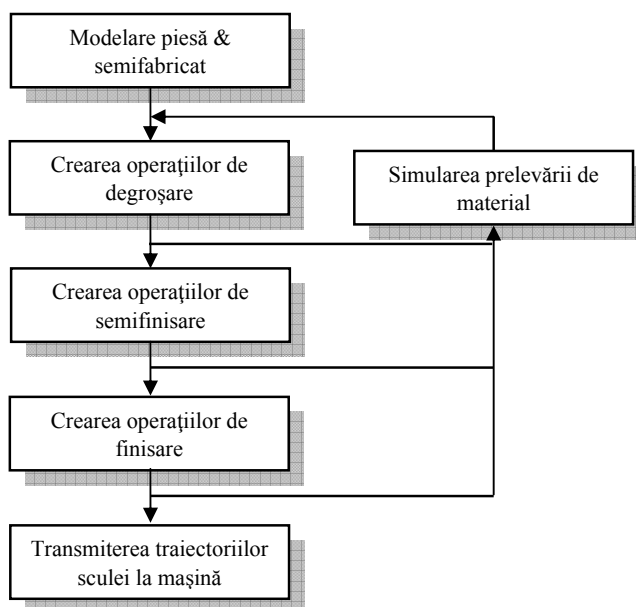 Modelare piesă &
semifabricat
Crearea operaţiilor de
degroşare
Simularea prelevării de
material
Crearea operaţiilor de
semifinisare
Crearea operaţiilor de
finisare
Transmiterea traiectoriilor
sculei la maşină